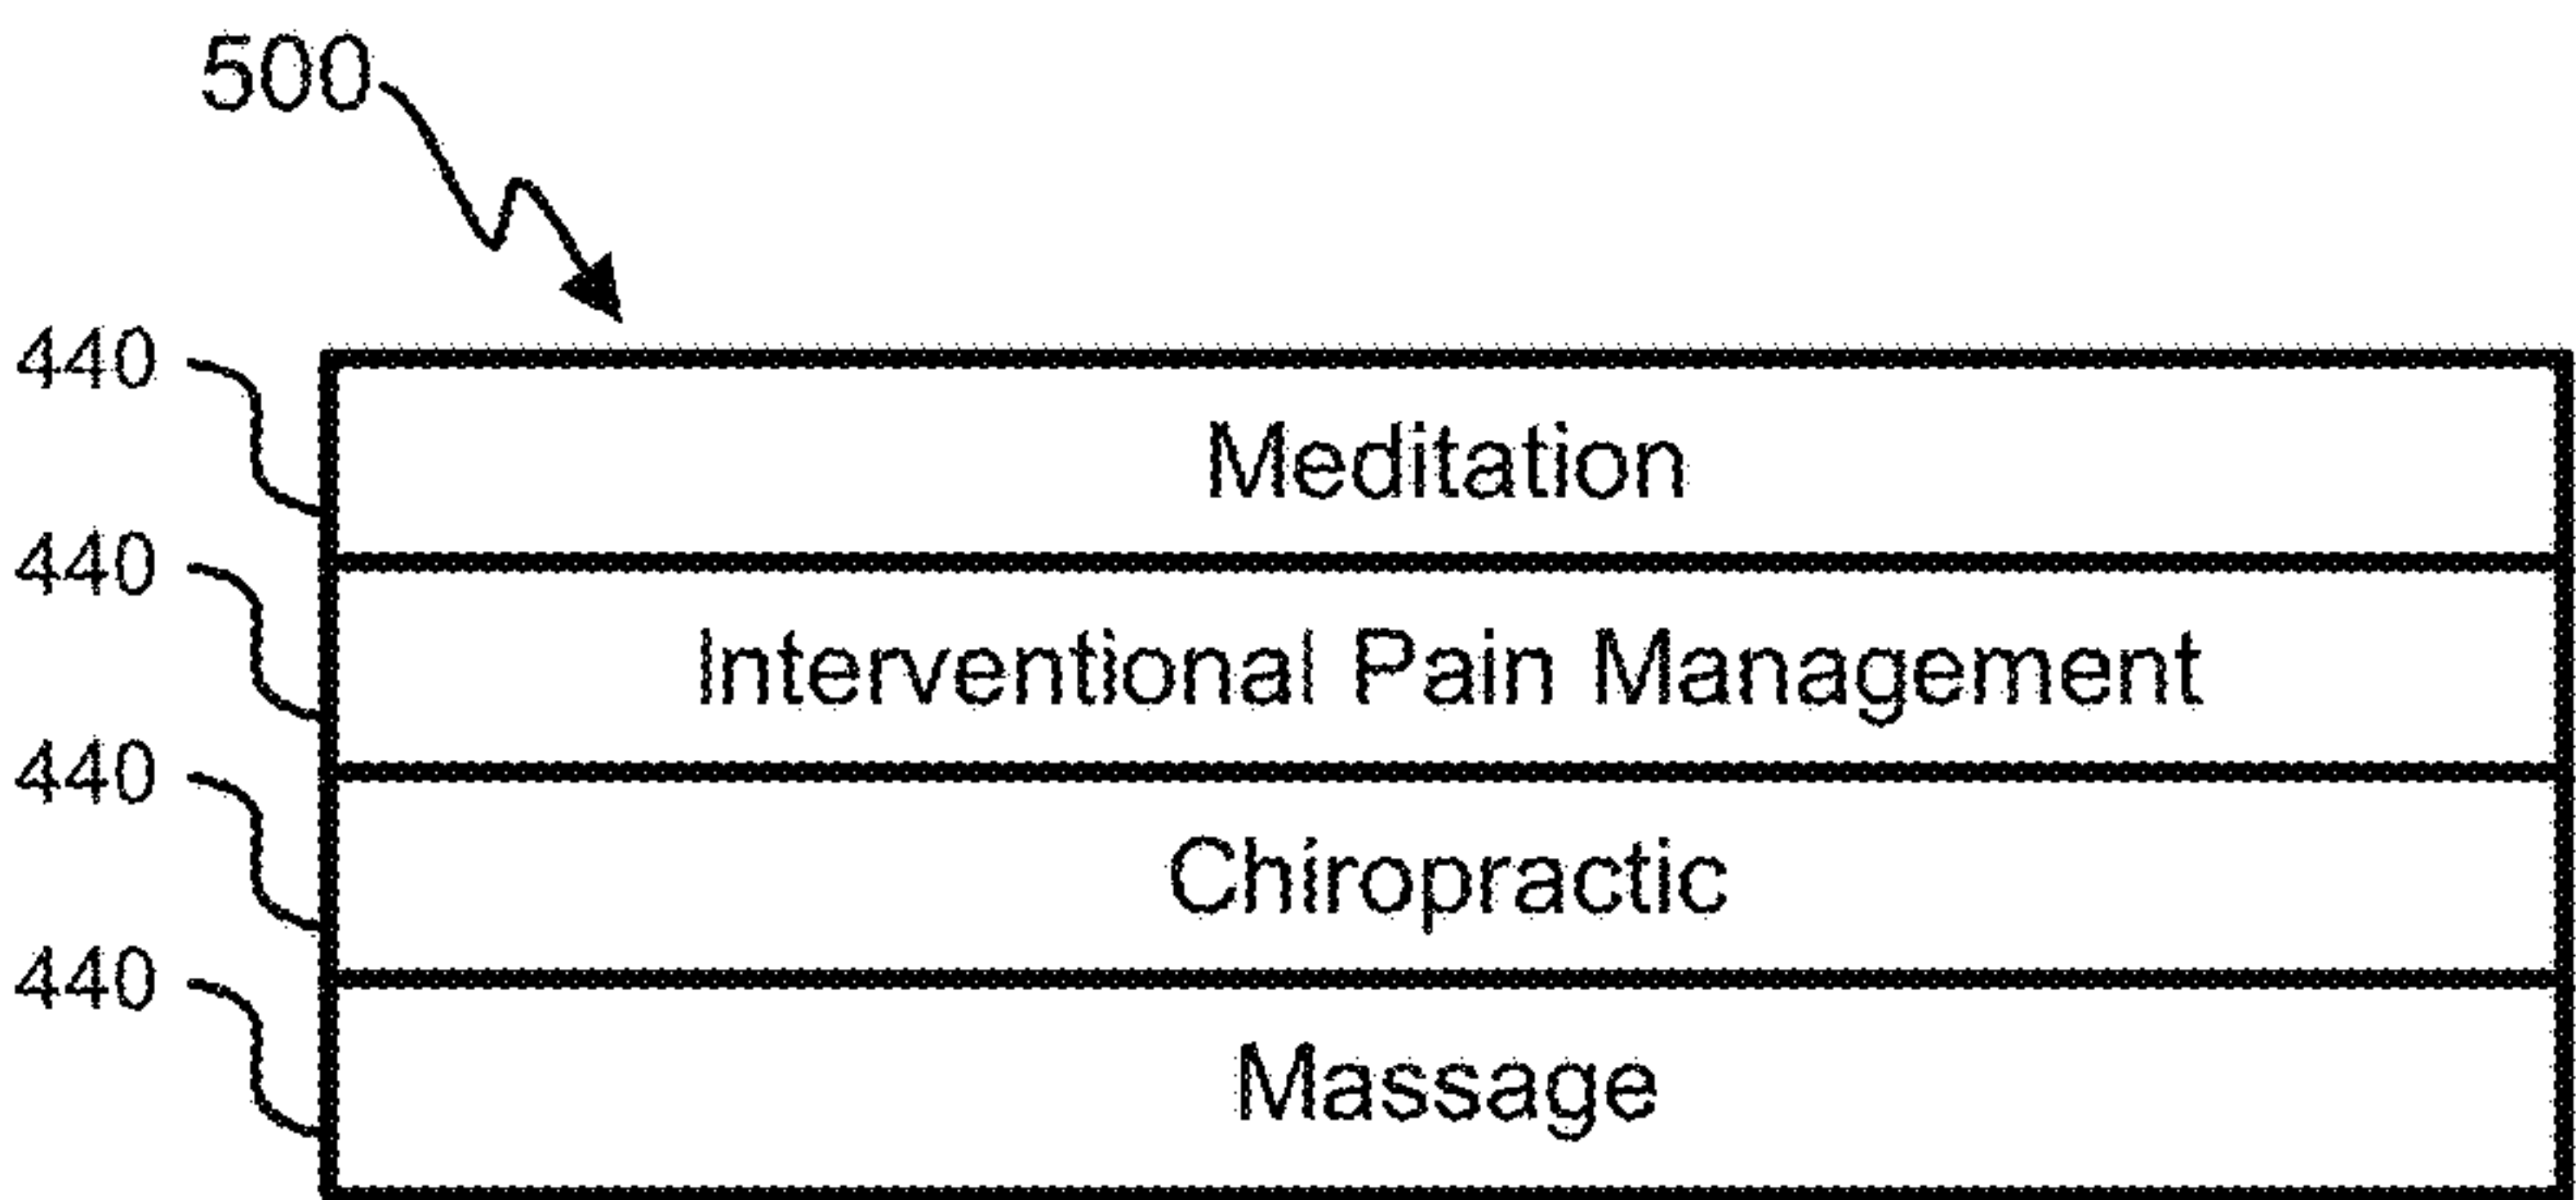 500
440
Meditation
440
Interventional Pain Management
440
Chiropractic
440
Massage